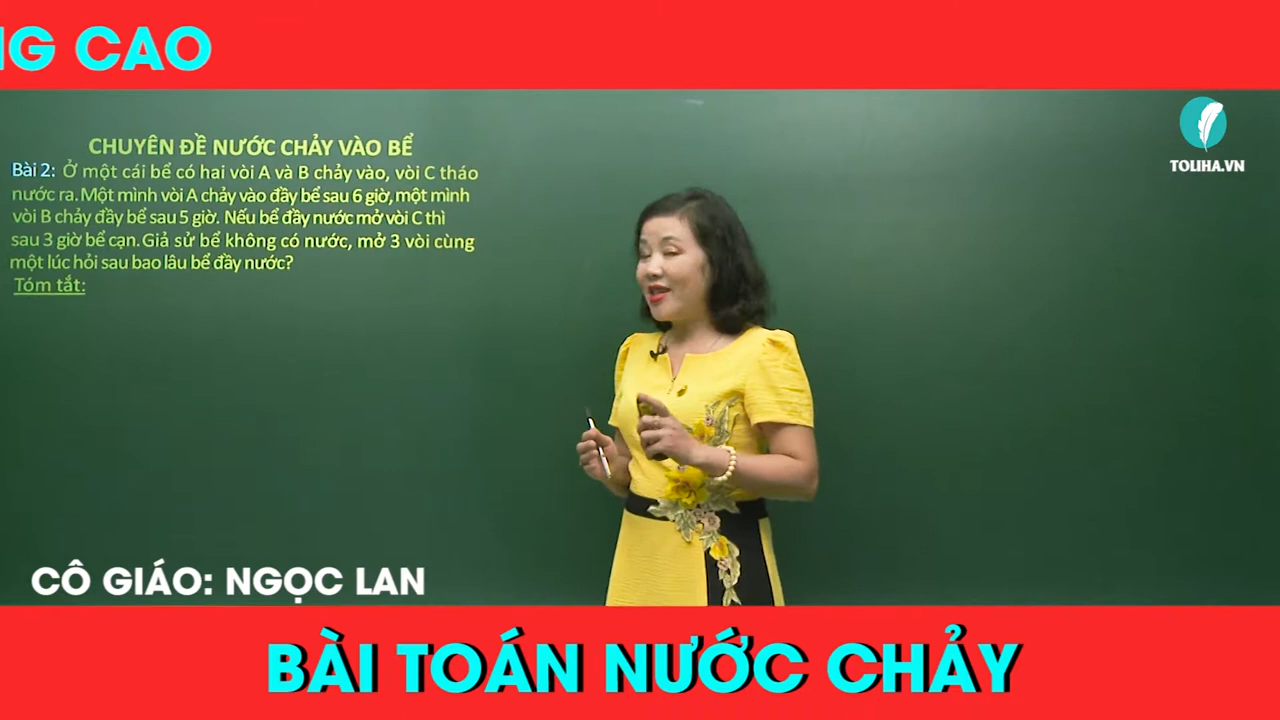 NG CAO
TOLIHA.VN
CHUYÊN ĐỀ NƯỚC CHẢY VÀO BỂ
Bài 2: Ở một cái bể có hai vòi A và B chảy vào, vòi C tháo
nước ra. Một mình vòi A chảy vào đầy bể sau 6 giờ, một mình
vòi B chảy đầy bể sau 5 giờ. Nếu bể đầy nước mở vòi C thì
sau 3 giờ bể cạn. Giả sử bể không có nước, mở 3 vòi cùng
một lúc hỏi sau bao lâu bể đầy nước?
Tóm tắt:
CÔ GIÁO: NGỌC LAN
BÀI TOÁN NƯỚC CHẢY